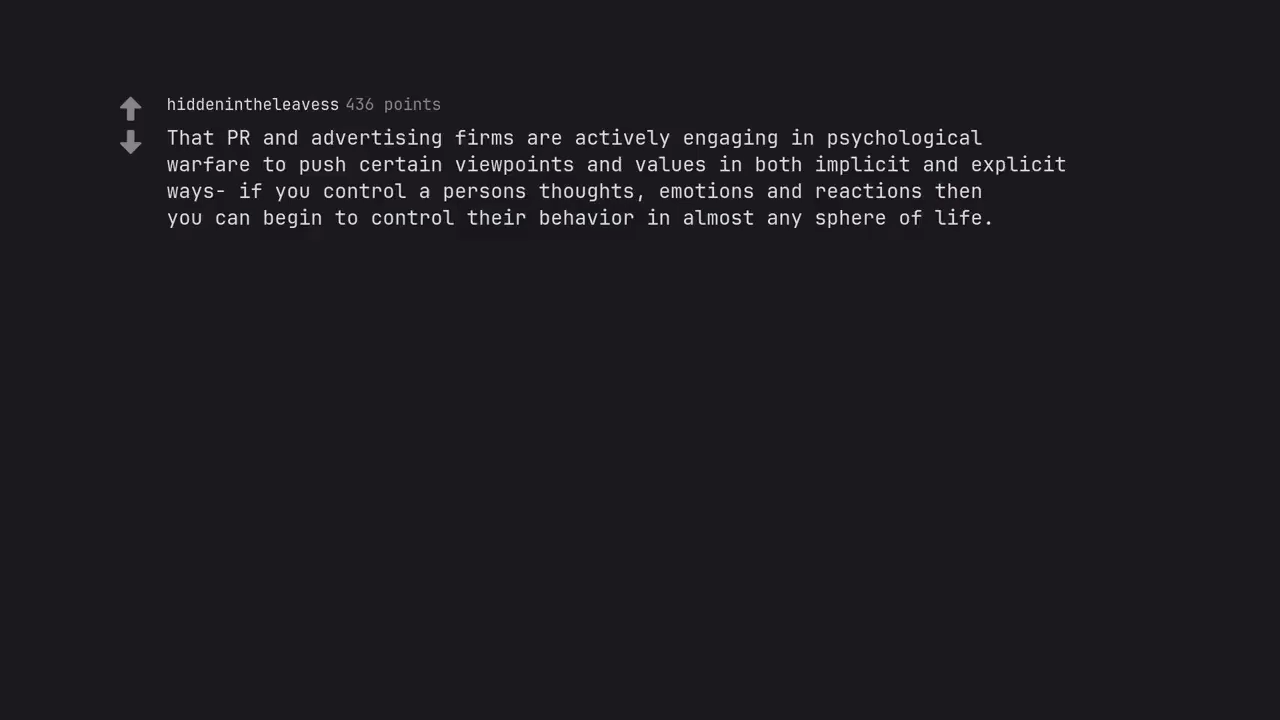 hiddenintheleavess 436 points
That PR and advertising firms are actively engaging in psychological
warfare to push certain viewpoints and values in both implicit and explicit
ways- if you control a persons thoughts, emotions and reactions then
you can begin to control their behavior in almost any sphere of life.